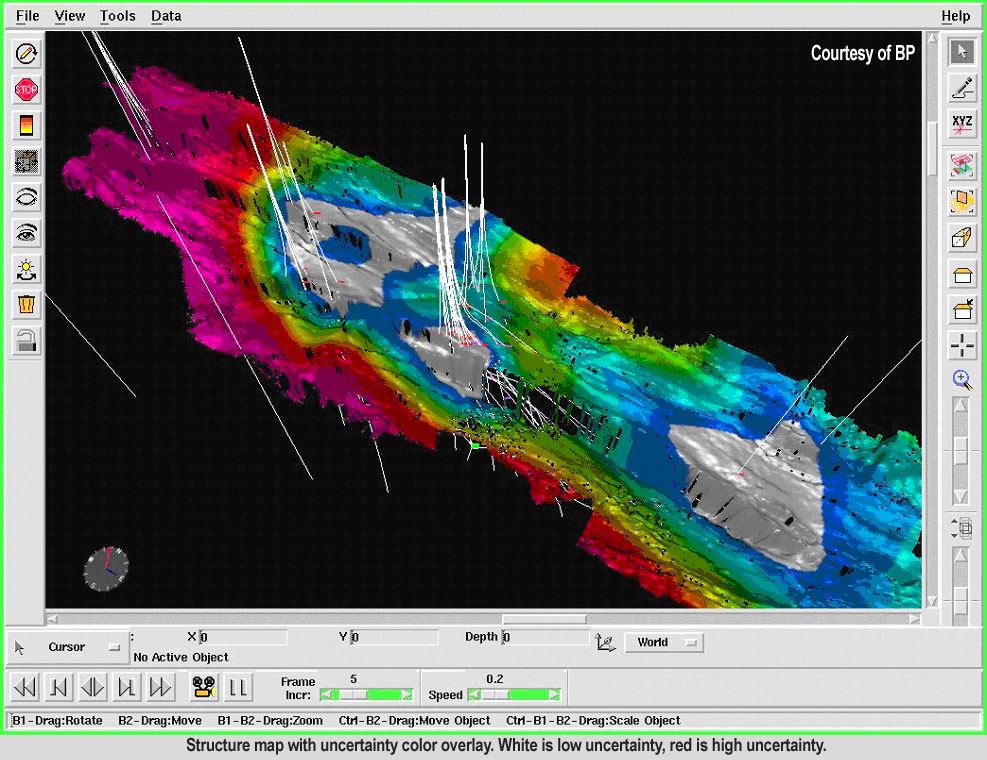 File View Tools Data Help
Courtesy of BP
STOP
XYZ
N
S
Cursor
: X 0 Y 0 Depth 0 World
No Active Object
Frame Incr: 5 Speed 0.2
B1-Drag:Rotate B2-Drag:Move B1-B2-Drag:Zoom Ctrl-B2-Drag:Move Object Ctrl-B1-B2-Drag:Scale Object
Structure map with uncertainty color overlay. White is low uncertainty, red is high uncertainty.